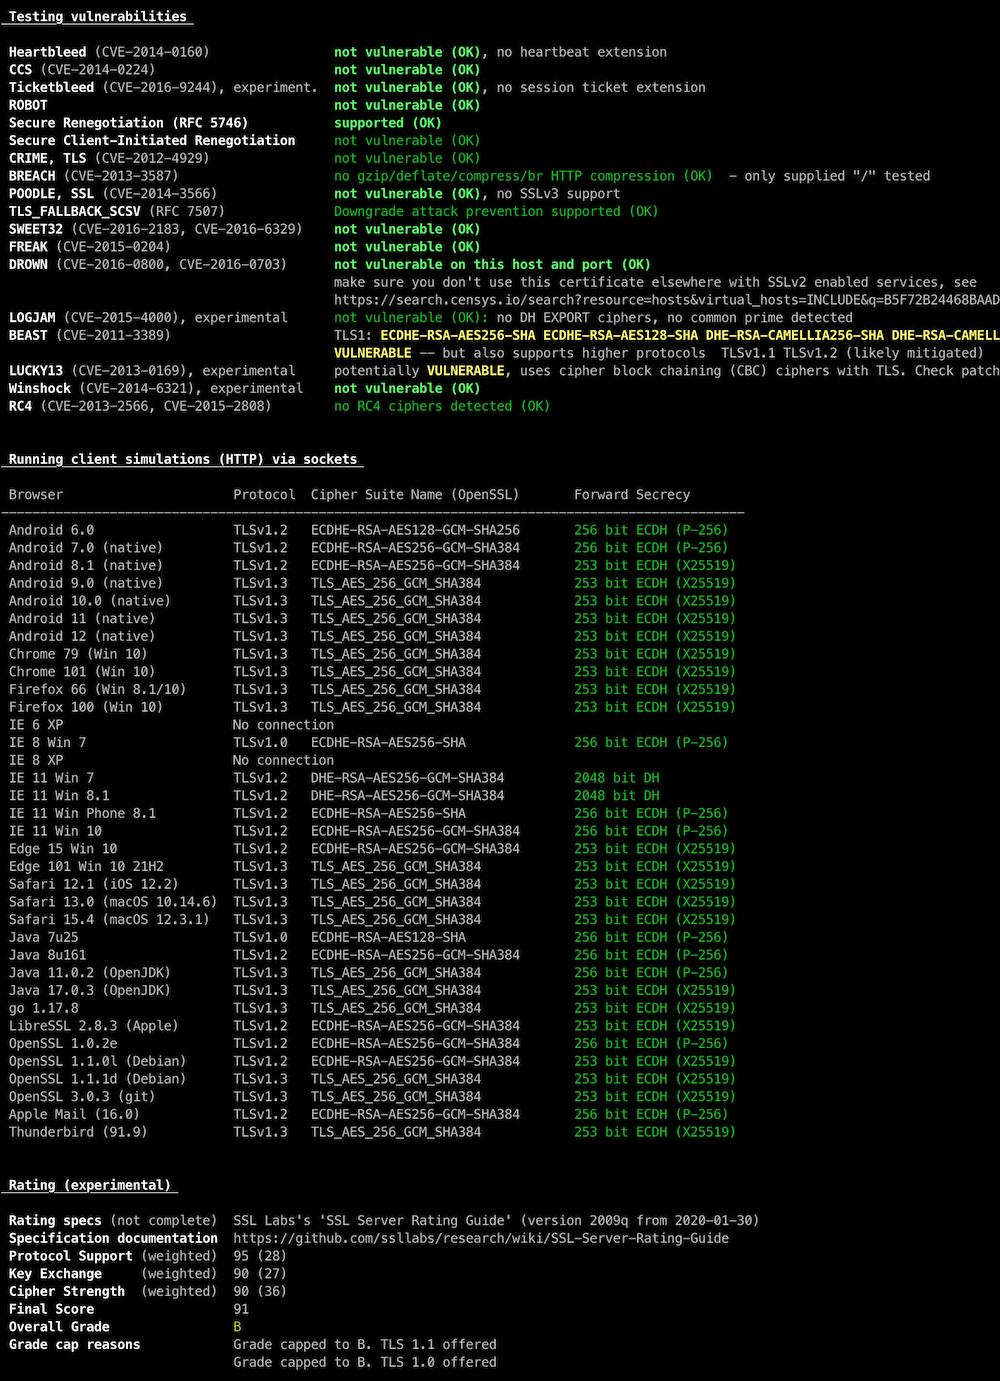 Testing vulnerabilities
Heartbleed (CVE-2014-0160) not vulnerable (OK), no heartbeat extension
CCS (CVE-2014-0224) not vulnerable (OK)
Ticketbleed (CVE-2016-9244), experiment. not vulnerable (OK), no session ticket extension
ROBOT not vulnerable (OK)
Secure Renegotiation (RFC 5746) supported (OK)
Secure Client-Initiated Renegotiation not vulnerable (OK)
CRIME, TLS (CVE-2012-4929) not vulnerable (OK)
BREACH (CVE-2013-3587) no gzip/deflate/compress/br HTTP compression (OK) - only supplied "/" tested
POODLE, SSL (CVE-2014-3566) not vulnerable (OK), no SSLv3 support
TLS_FALLBACK_SCSV (RFC 7507) Downgrade attack prevention supported (OK)
SWEET32 (CVE-2016-2183, CVE-2016-6329) not vulnerable (OK)
FREAK (CVE-2015-0204) not vulnerable (OK)
DROWN (CVE-2016-0800, CVE-2016-0703) not vulnerable on this host and port (OK)
make sure you don't use this certificate elsewhere with SSLv2 enabled services, see
https://search.censys.io/search?resource=hosts&virtual_hosts=INCLUDE&q=B5F72B24468BAAD
LOGJAM (CVE-2015-4000), experimental not vulnerable (OK): no DH EXPORT ciphers, no common prime detected
BEAST (CVE-2011-3389) TLS1: ECDHE-RSA-AES256-SHA ECDHE-RSA-AES128-SHA DHE-RSA-CAMELLIA256-SHA DHE-RSA-CAMELL
VULNERABLE -- but also supports higher protocols TLSv1.1 TLSv1.2 (likely mitigated)
LUCKY13 (CVE-2013-0169), experimental potentially VULNERABLE, uses cipher block chaining (CBC) ciphers with TLS. Check patch
Winshock (CVE-2014-6321), experimental not vulnerable (OK)
RC4 (CVE-2013-2566, CVE-2015-2808) no RC4 ciphers detected (OK)
Running client simulations (HTTP) via sockets
Browser Protocol Cipher Suite Name (OpenSSL) Forward Secrecy
Android 6.0 TLSv1.2 ECDHE-RSA-AES128-GCM-SHA256 256 bit ECDH (P-256)
Android 7.0 (native) TLSv1.2 ECDHE-RSA-AES256-GCM-SHA384 256 bit ECDH (P-256)
Android 8.1 (native) TLSv1.2 ECDHE-RSA-AES256-GCM-SHA384 253 bit ECDH (X25519)
Android 9.0 (native) TLSv1.3 TLS_AES_256_GCM_SHA384 253 bit ECDH (X25519)
Android 10.0 (native) TLSv1.3 TLS_AES_256_GCM_SHA384 253 bit ECDH (X25519)
Android 11 (native) TLSv1.3 TLS_AES_256_GCM_SHA384 253 bit ECDH (X25519)
Android 12 (native) TLSv1.3 TLS_AES_256_GCM_SHA384 253 bit ECDH (X25519)
Chrome 79 (Win 10) TLSv1.3 TLS_AES_256_GCM_SHA384 253 bit ECDH (X25519)
Chrome 101 (Win 10) TLSv1.3 TLS_AES_256_GCM_SHA384 253 bit ECDH (X25519)
Firefox 66 (Win 8.1/10) TLSv1.3 TLS_AES_256_GCM_SHA384 253 bit ECDH (X25519)
Firefox 100 (Win 10) TLSv1.3 TLS_AES_256_GCM_SHA384 253 bit ECDH (X25519)
IE 6 XP No connection
IE 8 Win 7 TLSv1.0 ECDHE-RSA-AES256-SHA 256 bit ECDH (P-256)
IE 8 XP No connection
IE 11 Win 7 TLSv1.2 DHE-RSA-AES256-GCM-SHA384 2048 bit DH
IE 11 Win 8.1 TLSv1.2 DHE-RSA-AES256-GCM-SHA384 2048 bit DH
IE 11 Win Phone 8.1 TLSv1.2 ECDHE-RSA-AES256-SHA 256 bit ECDH (P-256)
IE 11 Win 10 TLSv1.2 ECDHE-RSA-AES256-GCM-SHA384 256 bit ECDH (P-256)
Edge 15 Win 10 TLSv1.2 ECDHE-RSA-AES256-GCM-SHA384 253 bit ECDH (X25519)
Edge 101 Win 10 21H2 TLSv1.3 TLS_AES_256_GCM_SHA384 253 bit ECDH (X25519)
Safari 12.1 (iOS 12.2) TLSv1.3 TLS_AES_256_GCM_SHA384 253 bit ECDH (X25519)
Safari 13.0 (macOS 10.14.6) TLSv1.3 TLS_AES_256_GCM_SHA384 253 bit ECDH (X25519)
Safari 15.4 (macOS 12.3.1) TLSv1.3 TLS_AES_256_GCM_SHA384 253 bit ECDH (X25519)
Java 7u25 TLSv1.0 ECDHE-RSA-AES128-SHA 256 bit ECDH (P-256)
Java 8u161 TLSv1.2 ECDHE-RSA-AES256-GCM-SHA384 256 bit ECDH (P-256)
Java 11.0.2 (OpenJDK) TLSv1.3 TLS_AES_256_GCM_SHA384 256 bit ECDH (P-256)
Java 17.0.3 (OpenJDK) TLSv1.3 TLS_AES_256_GCM_SHA384 253 bit ECDH (X25519)
go 1.17.8 TLSv1.3 TLS_AES_256_GCM_SHA384 253 bit ECDH (X25519)
LibreSSL 2.8.3 (Apple) TLSv1.2 ECDHE-RSA-AES256-GCM-SHA384 253 bit ECDH (X25519)
OpenSSL 1.0.2e TLSv1.2 ECDHE-RSA-AES256-GCM-SHA384 256 bit ECDH (P-256)
OpenSSL 1.1.0l (Debian) TLSv1.2 ECDHE-RSA-AES256-GCM-SHA384 253 bit ECDH (X25519)
OpenSSL 1.1.1d (Debian) TLSv1.3 TLS_AES_256_GCM_SHA384 253 bit ECDH (X25519)
OpenSSL 3.0.3 (git) TLSv1.3 TLS_AES_256_GCM_SHA384 253 bit ECDH (X25519)
Apple Mail (16.0) TLSv1.2 ECDHE-RSA-AES256-GCM-SHA384 256 bit ECDH (P-256)
Thunderbird (91.9) TLSv1.3 TLS_AES_256_GCM_SHA384 253 bit ECDH (X25519)
Rating (experimental)
Rating specs (not complete) SSL Labs's 'SSL Server Rating Guide' (version 2009q from 2020-01-30)
Specification documentation https://github.com/ssllabs/research/wiki/SSL-Server-Rating-Guide
Protocol Support (weighted) 95 (28)
Key Exchange (weighted) 90 (27)
Cipher Strength (weighted) 90 (36)
Final Score 91
Overall Grade B
Grade cap reasons Grade capped to B. TLS 1.1 offered
Grade capped to B. TLS 1.0 offered